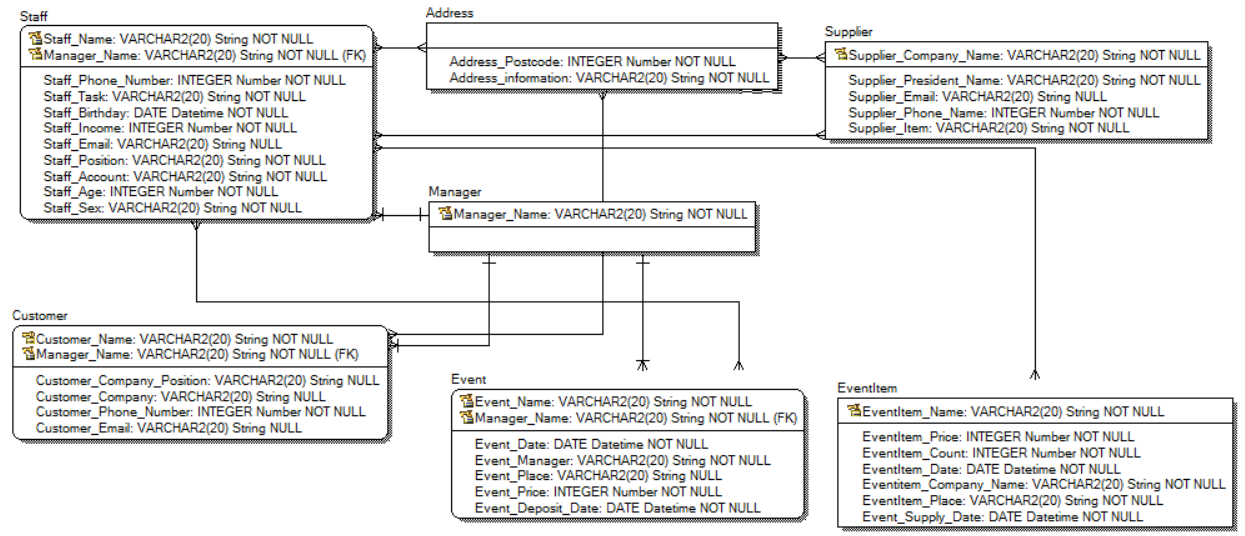 Staff
Staff_Name: VARCHAR2(20) String NOT NULL
Manager_Name: VARCHAR2(20) String NOT NULL (FK)
Staff_Phone_Number: INTEGER Number NOT NULL
Staff_Task: VARCHAR2(20) String NOT NULL
Staff_Birthday: DATE Datetime NOT NULL
Staff_Income: INTEGER Number NOT NULL
Staff_Email: VARCHAR2(20) String NOT NULL
Staff_Position: VARCHAR2(20) String NOT NULL
Staff_Account: VARCHAR2(20) String NOT NULL
Staff_Age: INTEGER Number NOT NULL
Staff_Sex: VARCHAR2(20) String NOT NULL
Address
Address_Postcode: INTEGER Number NOT NULL
Address_information: VARCHAR2(20) String NOT NULL
Supplier
Supplier_Company_Name: VARCHAR2(20) String NOT NULL
Supplier_President_Name: VARCHAR2(20) String NOT NULL
Supplier_Email: VARCHAR2(20) String NULL
Supplier_Phone_Name: INTEGER Number NOT NULL
Supplier_Item: VARCHAR2(20) String NOT NULL
Manager
Manager_Name: VARCHAR2(20) String NOT NULL
Customer
Customer_Name: VARCHAR2(20) String NOT NULL
Manager_Name: VARCHAR2(20) String NOT NULL (FK)
Customer_Company_Position: VARCHAR2(20) String NULL
Customer_Company: VARCHAR2(20) String NULL
Customer_Phone_Number: INTEGER Number NOT NULL
Customer_Email: VARCHAR2(20) String NULL
Event
Event_Name: VARCHAR2(20) String NOT NULL
Manager_Name: VARCHAR2(20) String NOT NULL (FK)
Event_Date: DATE Datetime NOT NULL
Event_Manager: VARCHAR2(20) String NOT NULL
Event_Place: VARCHAR2(20) String NULL
Event_Price: INTEGER Number NOT NULL
Event_Deposit_Date: DATE Datetime NOT NULL
EventItem
EventItem_Name: VARCHAR2(20) String NOT NULL
EventItem_Price: INTEGER Number NOT NULL
EventItem_Count: INTEGER Number NOT NULL
EventItem_Date: DATE Datetime NOT NULL
Eventitem_Company_Name: VARCHAR2(20) String NOT NULL
EventItem_Place: VARCHAR2(20) String NOT NULL
Event_Supply_Date: DATE Datetime NOT NULL